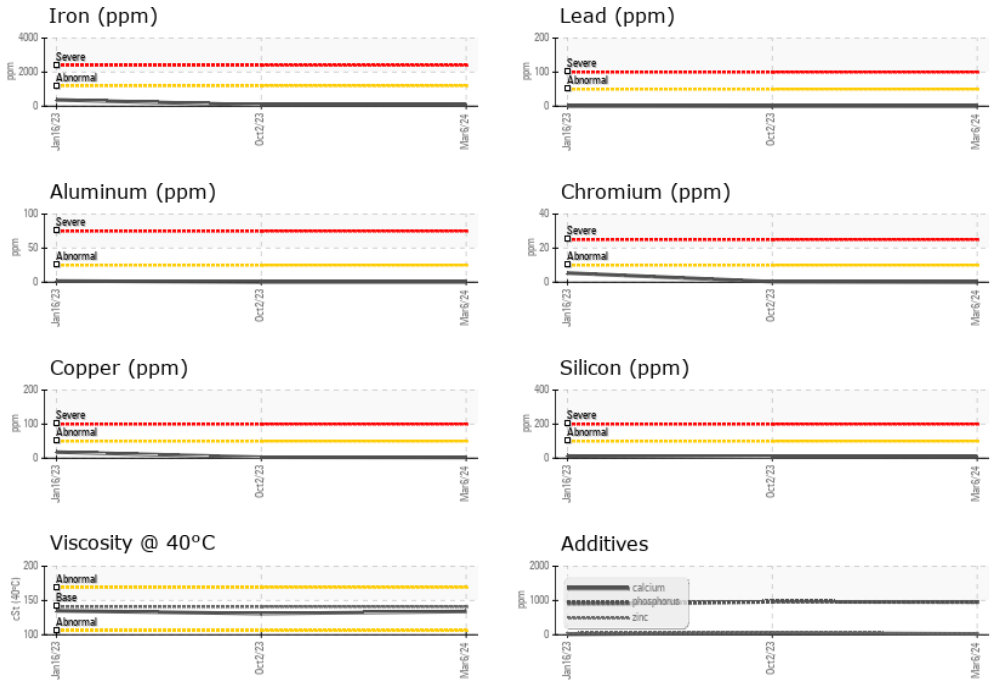 Iron (ppm)
4000
2000
0
ppm
Severe
Abnormal
Jan16/23
Oct2/23
Mar6/24
Lead (ppm)
200
100
0
ppm
Severe
Abnormal
Jan16/23
Oct2/23
Mar6/24
Aluminum (ppm)
100
50
0
ppm
Severe
Abnormal
Jan16/23
Oct2/23
Mar6/24
Chromium (ppm)
40
20
0
ppm
Severe
Abnormal
Jan16/23
Oct2/23
Mar6/24
Copper (ppm)
200
100
0
ppm
Severe
Abnormal
Jan16/23
Oct2/23
Mar6/24
Silicon (ppm)
400
200
0
ppm
Severe
Abnormal
Jan16/23
Oct2/23
Mar6/24
Viscosity @ 40°C
200
150
100
cSt (40°C)
Abnormal
Base
Abnormal
Jan16/23
Oct2/23
Mar6/24
Additives
2000
1000
0
ppm
calcium
phosphorus
zinc
Jan16/23
Oct2/23
Mar6/24